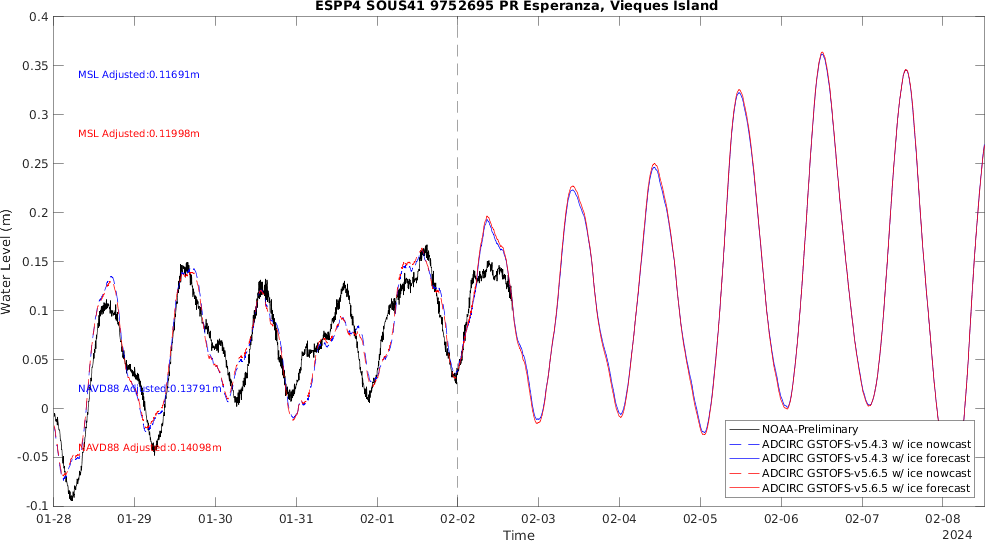 ESPP4 SOUS41 9752695 PR Esperanza, Vieques Island
0.4
0.35
0.3
0.25
0.2
0.15
0.1
0.05
0
-0.05
-0.1
Water Level (m)
MSL Adjusted:0.11691m
MSL Adjusted:0.11998m
NAVD88 Adjusted:0.13791m
NAVD88 Adjusted:0.14098m
NOAA-Preliminary
ADCIRC GSTOFS-v5.4.3 w/ ice nowcast
ADCIRC GSTOFS-v5.4.3 w/ ice forecast
ADCIRC GSTOFS-v5.6.5 w/ ice nowcast
ADCIRC GSTOFS-v5.6.5 w/ ice forecast
01-28 01-29 01-30 01-31 02-01 02-02 02-03 02-04 02-05 02-06 02-07 02-08
Time
2024